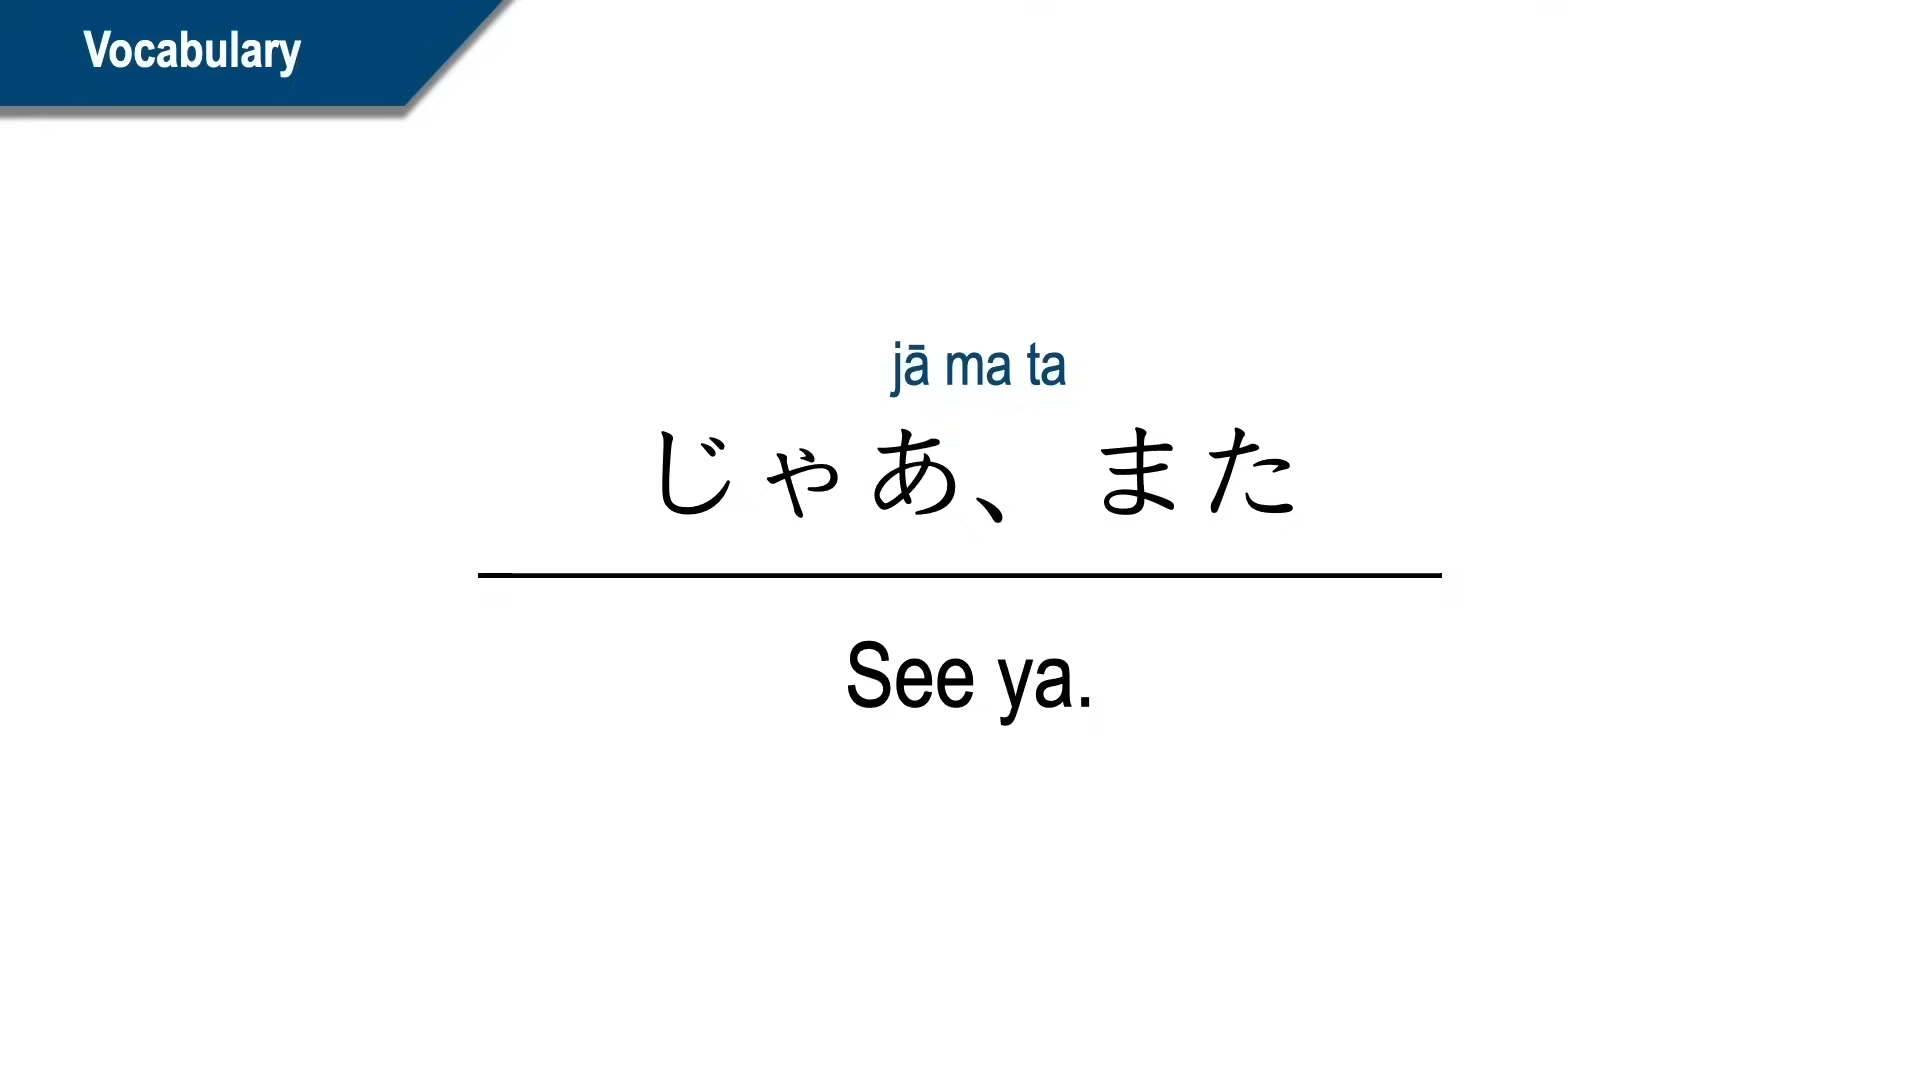 Vocabulary
jā ma ta
じゃあ、また
See ya.